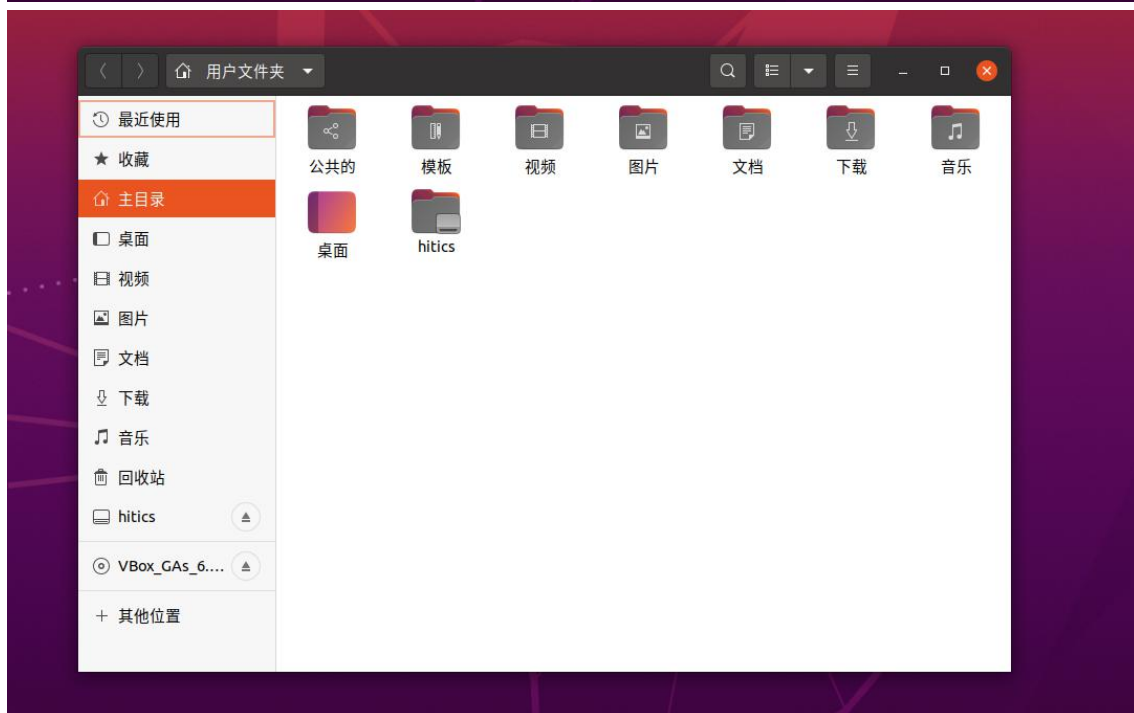 用户文件夹
最近使用
收藏
主目录
桌面
视频
图片
文档
下载
音乐
回收站
hitics
VBox_GAs_6....
其他位置
公共的
模板
视频
图片
文档
下载
音乐
桌面
hitics